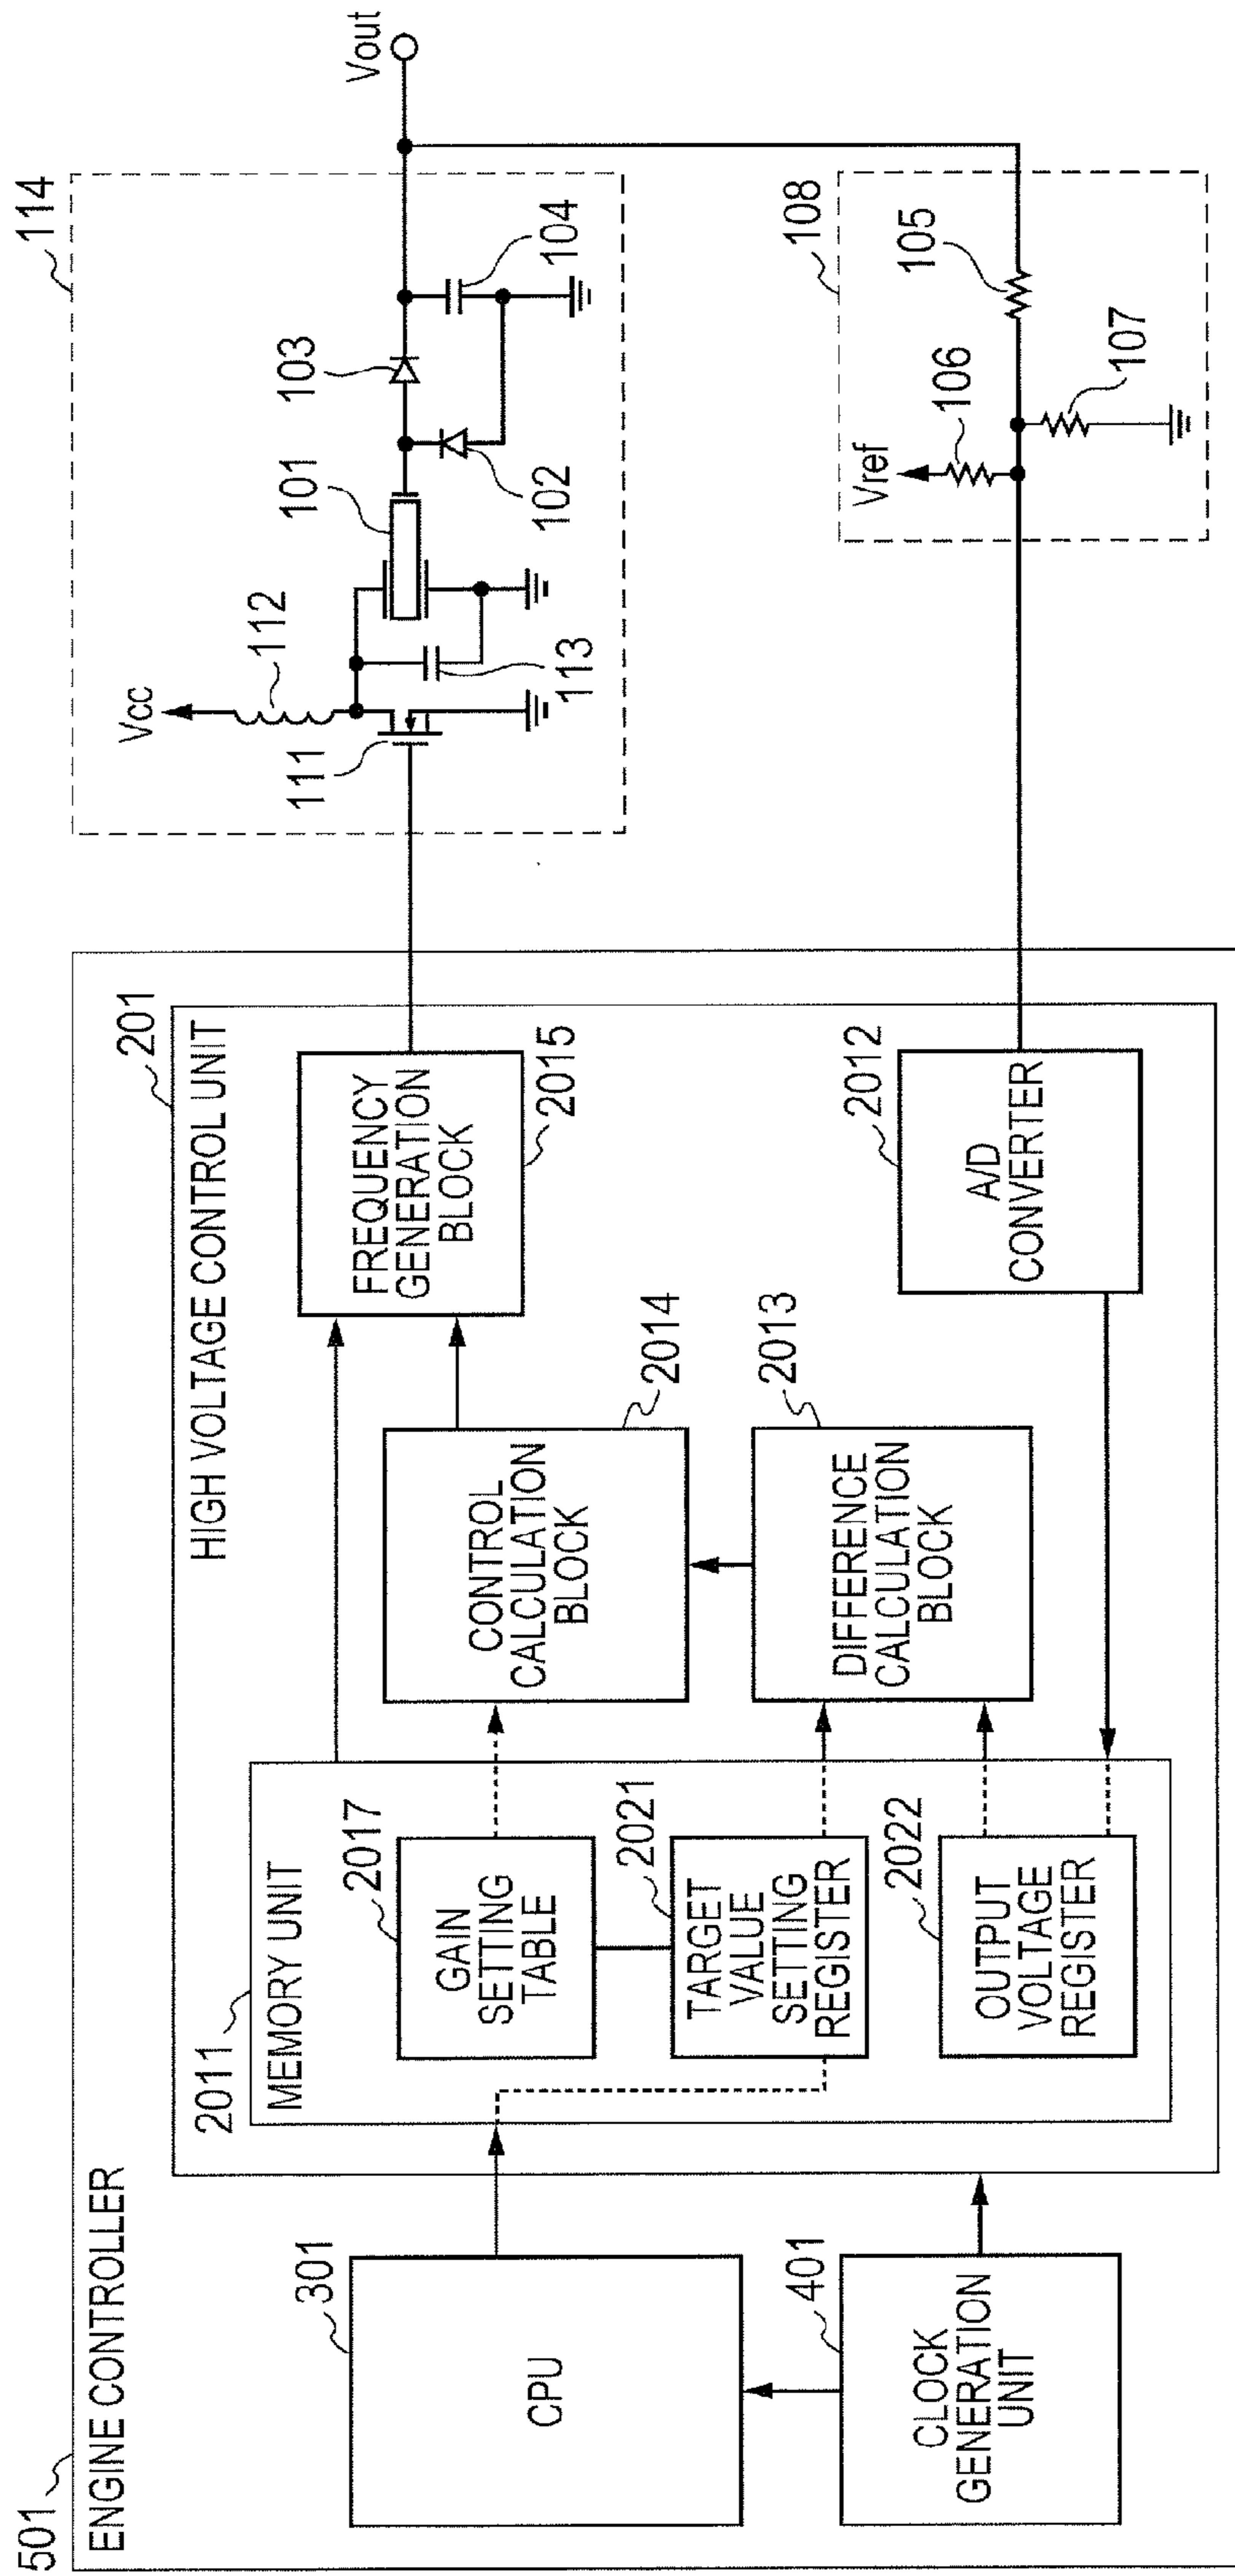 501
ENGINE CONTROLLER
301
CPU
401
CLOCK
GENERATION
UNIT
201
HIGH VOLTAGE CONTROL UNIT
2011
MEMORY UNIT
2017
GAIN
SETTING
TABLE
2021
TARGET
VALUE
SETTING
REGISTER
2022
OUTPUT
VOLTAGE
REGISTER
CONTROL
CALCULATION
BLOCK
2014
DIFFERENCE
CALCULATION
BLOCK
2013
FREQUENCY
GENERATION
BLOCK
2015
2012
A/D
CONVERTER
114
Vcc
112
111
113
101
102
103
104
Vout
108
Vref
106
105
107